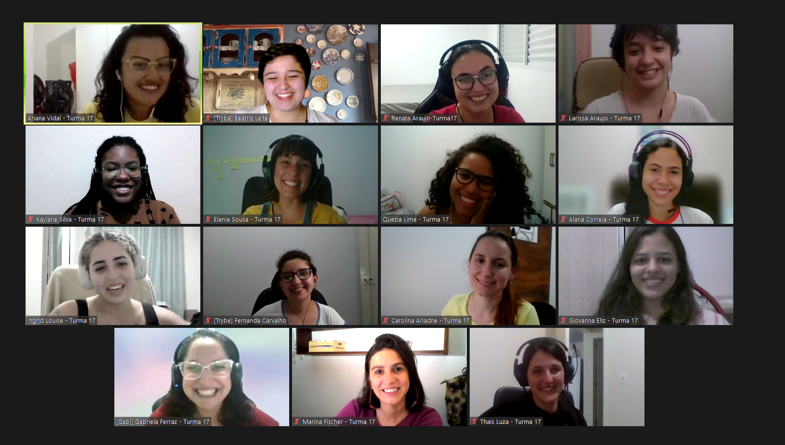 Ariana Vidal - Turma 17
[Trybe] Beatriz Leite
Renata Araujo-Turma17
Larissa Araujo - Turma 17
Kaylane Silva - Turma 17
Elania Sousa - Turma 17
Quezia Lima - Turma 17
Alana Correia - Turma 17
Ingrid Louise - Turma 17
[Trybe] Fernanda Carvalho
Carolina Ariadne - Turma 17
Giovanna Eliz - Turma 17
[Gabi] Gabriela Ferraz - Turma 17
Marina Fischer - Turma 17
Thais Luza - Turma 17